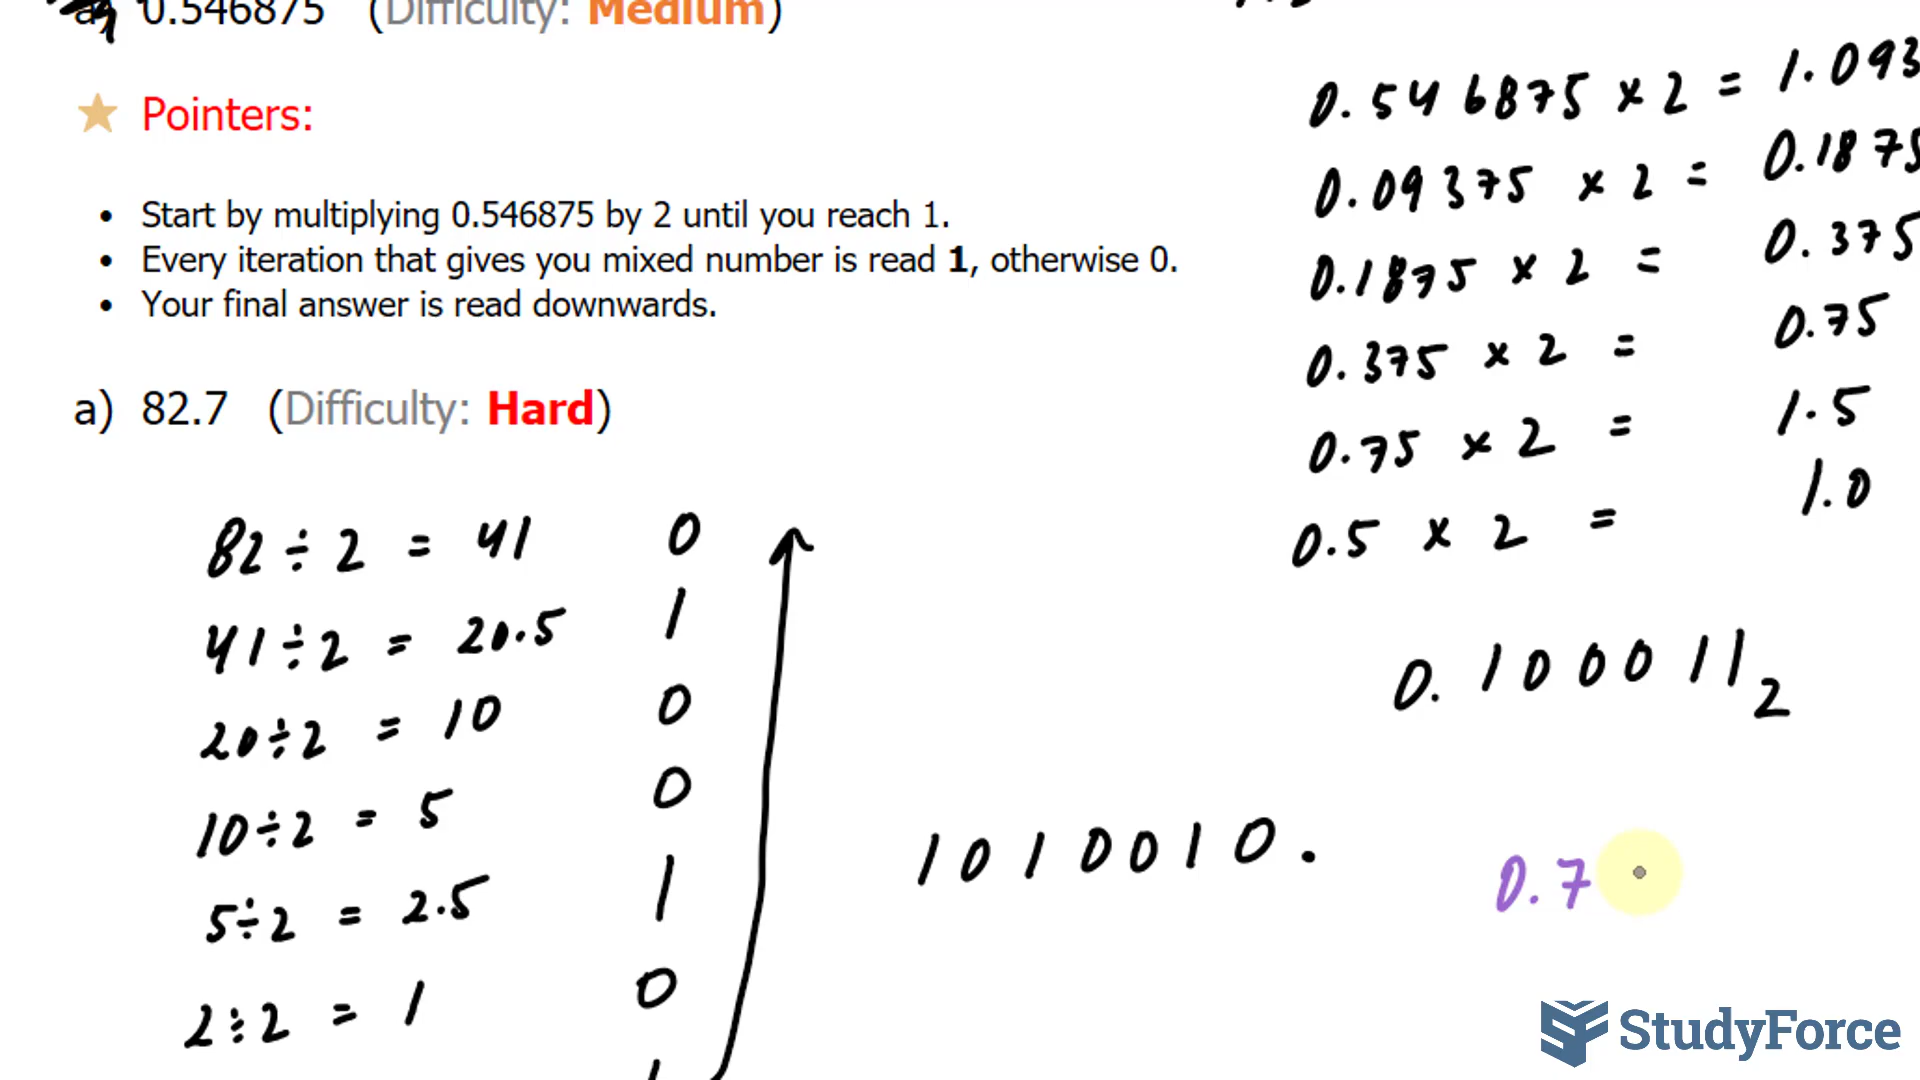 a) 0.546875 (Difficulty: Medium)
Pointers:
• Start by multiplying 0.546875 by 2 until you reach 1.
• Every iteration that gives you mixed number is read 1, otherwise 0.
• Your final answer is read downwards.
a) 82.7 (Difficulty: Hard)
82 ÷ 2 = 41 0
41 ÷ 2 = 20.5 1
20 ÷ 2 = 10 0
10 ÷ 2 = 5 0
5 ÷ 2 = 2.5 1
2 ÷ 2 = 1 0
1
1010010.
0.546875 × 2 = 1.093
0.09375 × 2 = 0.1875
0.1875 × 2 = 0.375
0.375 × 2 = 0.75
0.75 × 2 = 1.5
0.5 × 2 = 1.0
0.100011₂
0.7
StudyForce